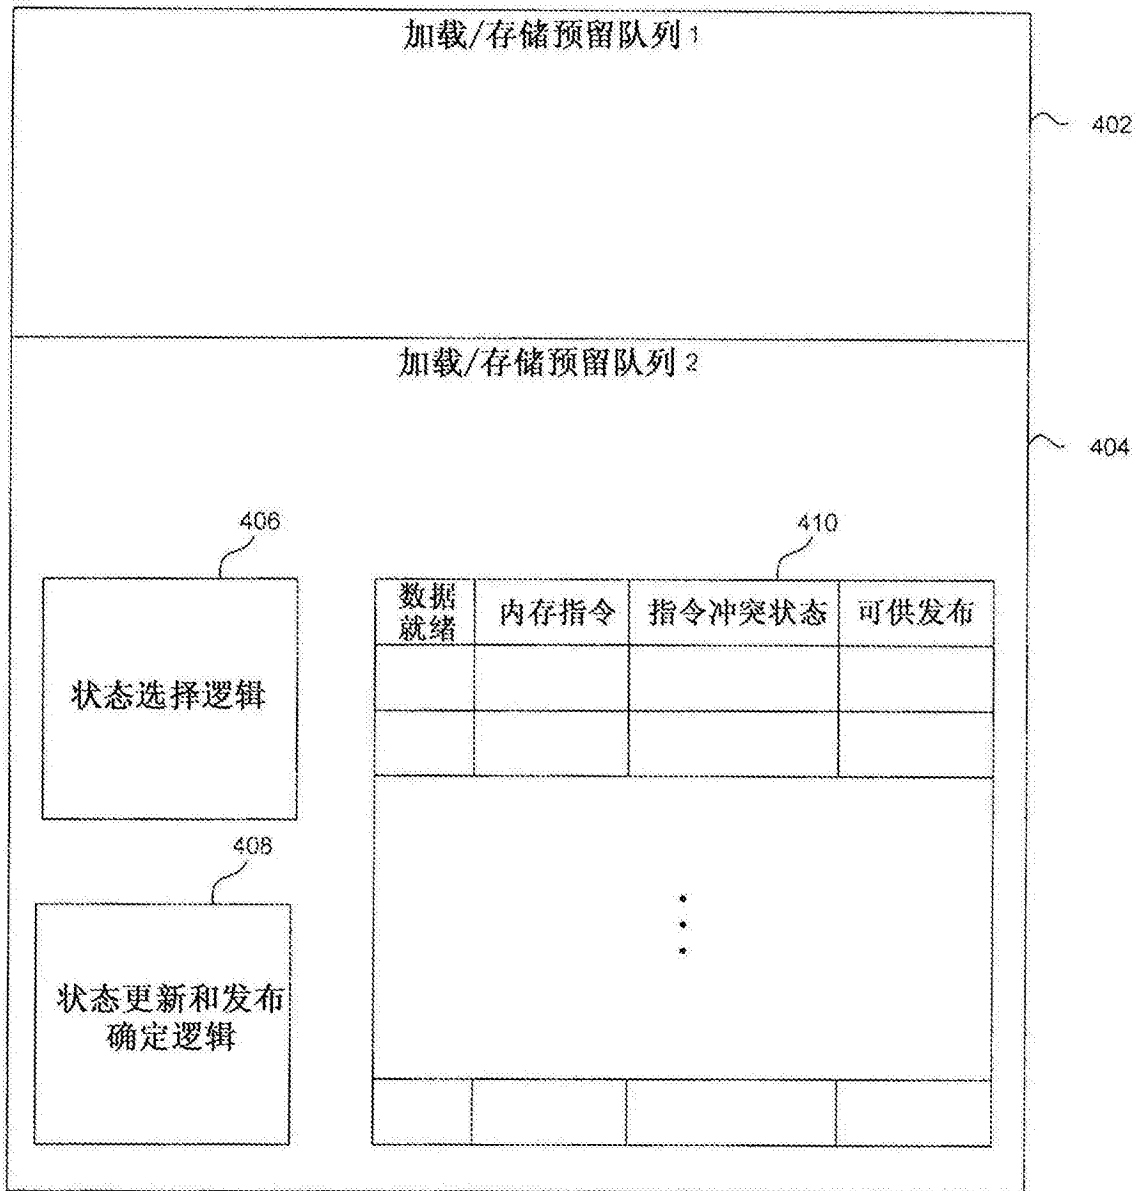 加载/存储预留队列1
402
加载/存储预留队列2
404
406
410
数据
就绪
内存指令
指令冲突状态
可供发布
状态选择逻辑
408
状态更新和发布
确定逻辑